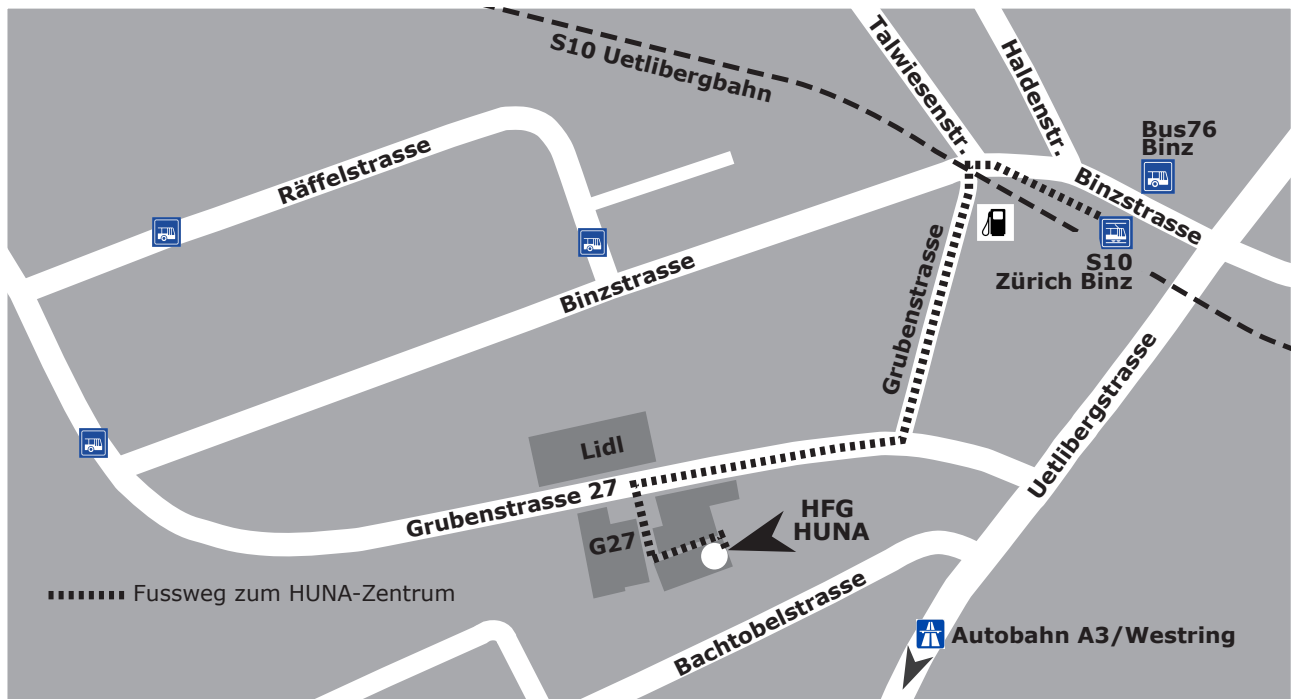 S10 Uetlibergbahn
Talwiesenstr.
Haldenstr.
Bus76
Binz
Räffelstrasse
Binzstrasse
Binzstrasse
S10
Zürich Binz
Grubenstrasse
Uetlibergstrasse
Lidl
Grubenstrasse 27
G27
HFG
HUNA
Fussweg zum HUNA-Zentrum
Bachtobelstrasse
Autobahn A3/Westring